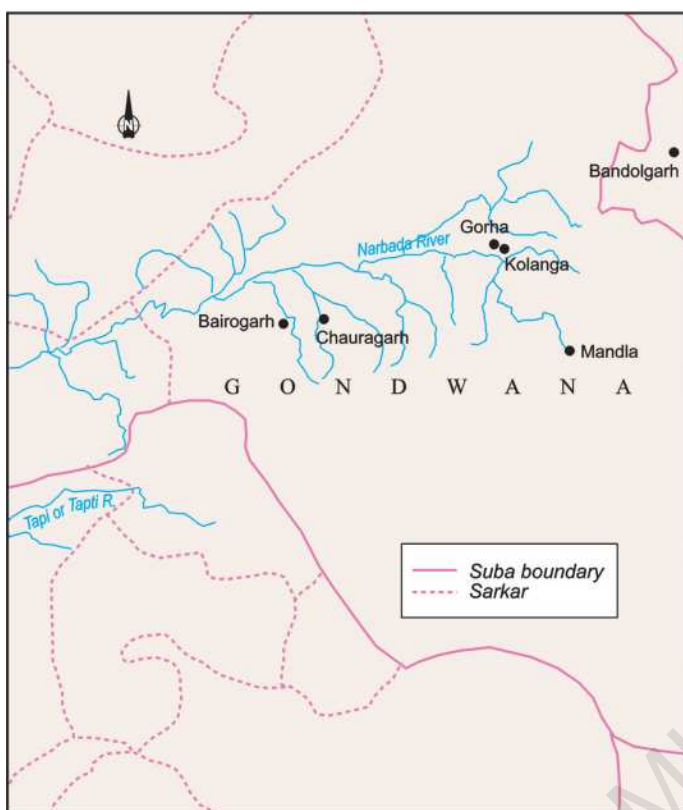 N
Bandolgarh
Gorha
Narbada River
Kolanga
Bairogarh
Chauragarh
Mandla
G O N D W A N A
Tapi or Tapti R.
Suba boundary
Sarkar